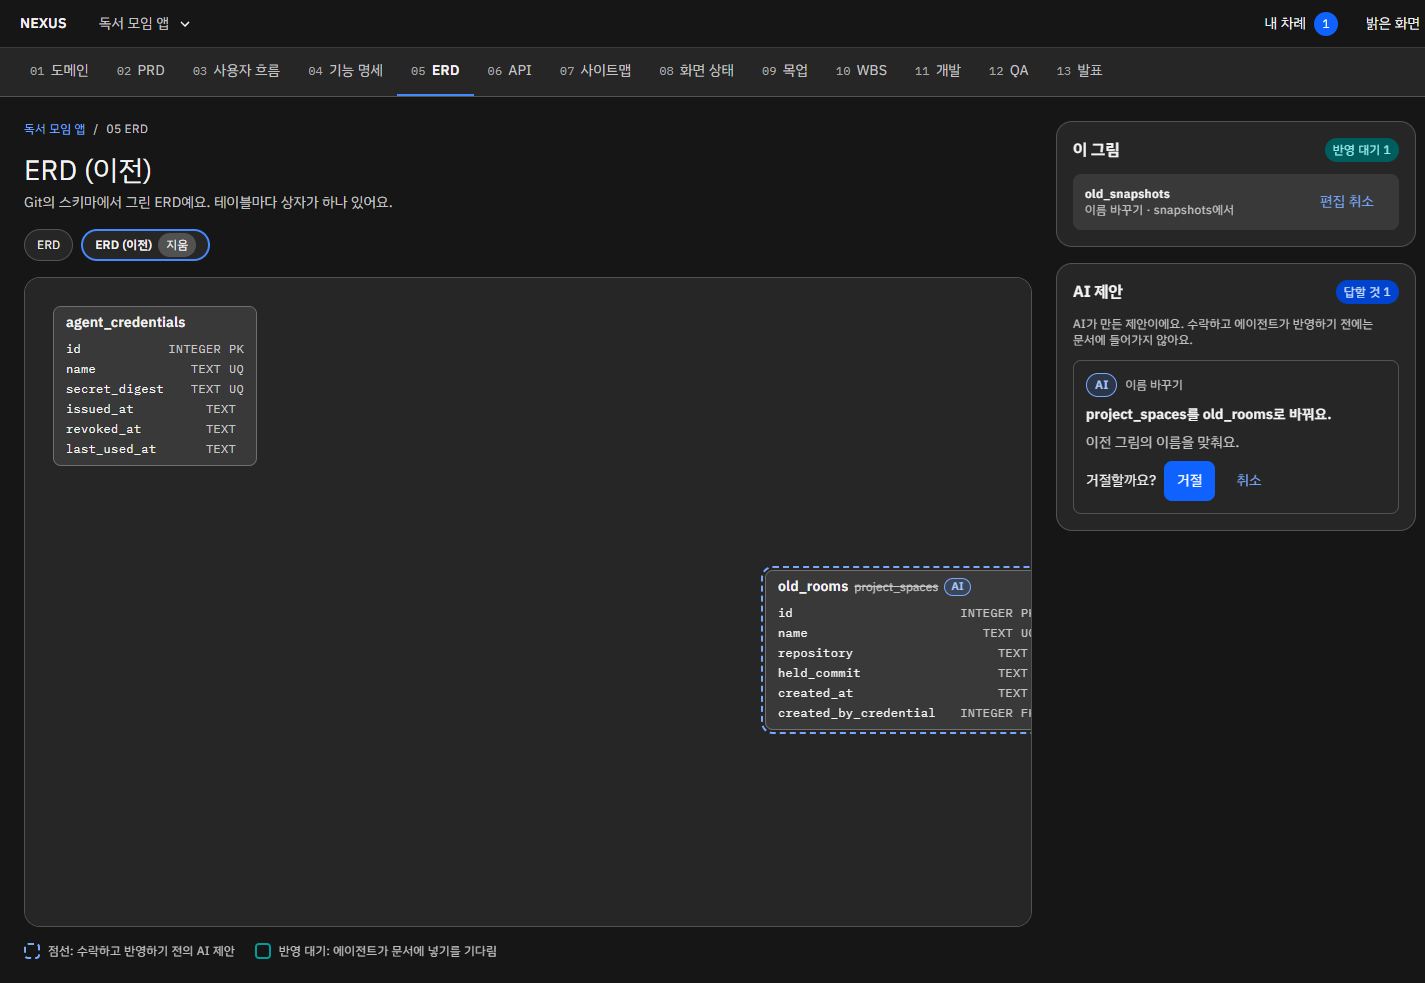 NEXUS 독서 모임 앱 내 차례 1 밝은 화면
01 도메인 02 PRD 03 사용자 흐름 04 기능 명세 05 ERD 06 API 07 사이트맵 08 화면 상태 09 목업 10 WBS 11 개발 12 QA 13 발표
독서 모임 앱 / 05 ERD
ERD (이전)
Git의 스키마에서 그린 ERD예요. 테이블마다 상자가 하나 있어요.
ERD ERD (이전) 지움
agent_credentials
id INTEGER PK
name TEXT UQ
secret_digest TEXT UQ
issued_at TEXT
revoked_at TEXT
last_used_at TEXT
old_rooms project_spaces AI
id INTEGER PK
name TEXT UQ
repository TEXT
held_commit TEXT
created_at TEXT
created_by_credential INTEGER FK
점선: 수락하고 반영하기 전의 AI 제안 반영 대기: 에이전트가 문서에 넣기를 기다림
이 그림 반영 대기 1
old_snapshots
이름 바꾸기 · snapshots에서
편집 취소
AI 제안 답할 것 1
AI가 만든 제안이에요. 수락하고 에이전트가 반영하기 전에는
문서에 들어가지 않아요.
AI 이름 바꾸기
project_spaces를 old_rooms로 바꿔요.
이전 그림의 이름을 맞춰요.
거절할까요? 거절 취소